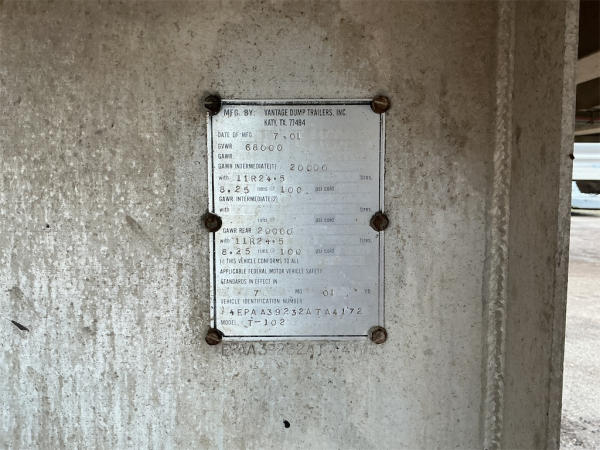 MFG. BY: VANTAGE DUMP TRAILERS, INC.
KATY, TX. 77494
DATE OF MFG. 7.01
GVWR 68000
GAWR
GAWR INTERMEDIATE(1) 20000
with 11R24.5 tires,
8.25 rims @ 100 psi cold
GAWR INTERMEDIATE(2)
with tires,
rims @ psi cold
GAWR REAR 20000
with 11R24.5 tires,
8.25 rims @ 100 psi cold
THIS VEHICLE CONFORMS TO ALL
APPLICABLE FEDERAL MOTOR VEHICLE SAFETY
STANDARDS IN EFFECT IN
7 MO 01 YR
VEHICLE IDENTIFICATION NUMBER
4EPAA39232ATA4172
MODEL T-102